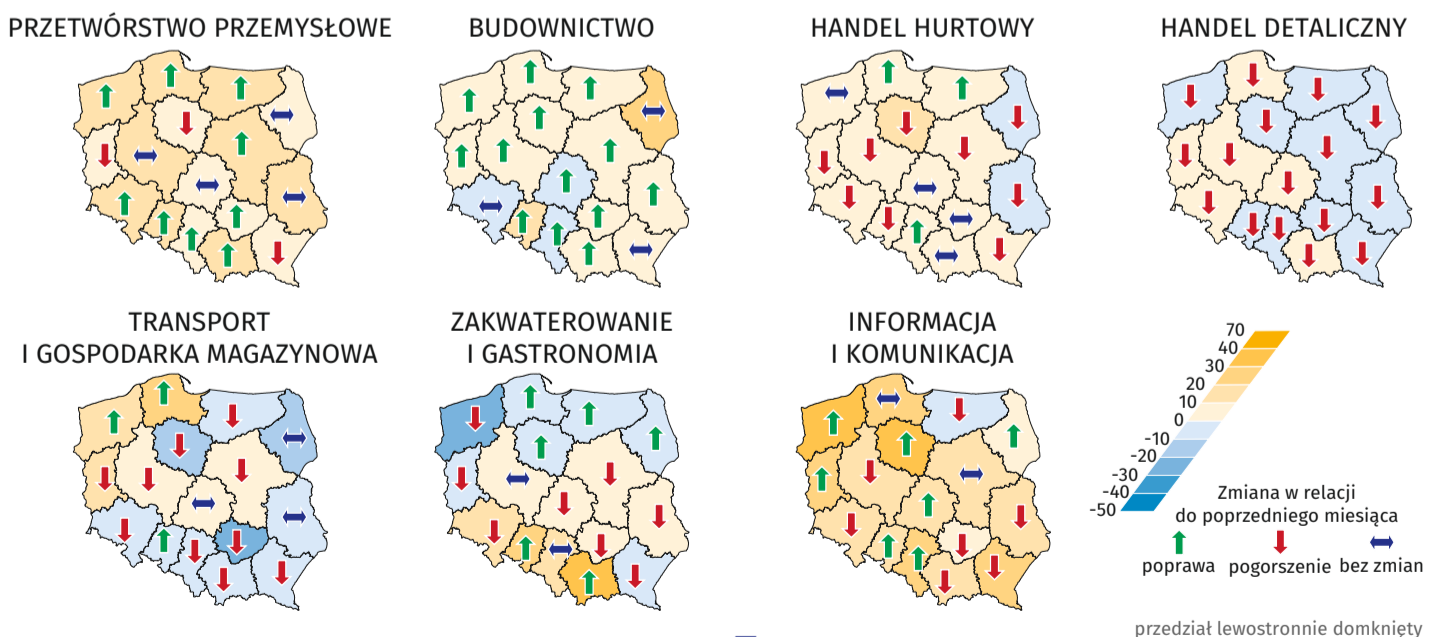 PRZETWÓRSTWO PRZEMYSŁOWE
BUDOWNICTWO
HANDEL HURTOWY
HANDEL DETALICZNY
TRANSPORT
I GOSPODARKA MAGAZYNOWA
ZAKWATEROWANIE
I GASTRONOMIA
INFORMACJA
I KOMUNIKACJA
70
40
30
20
10
0
-10
-20
-30
-40
-50
Zmiana w relacji
do poprzedniego miesiąca
poprawa pogorszenie bez zmian
przedział lewostronnie domknięty